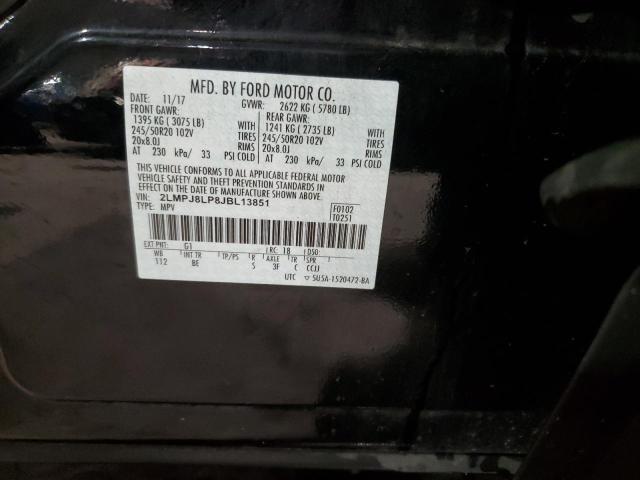 MFD. BY FORD MOTOR CO.
DATE: 11/17 GVWR: 2622 KG ( 5780 LB)
FRONT GAWR: REAR GAWR:
1395 KG ( 3075 LB) WITH 1241 KG ( 2735 LB) WITH
245/50R20 102V TIRES 245/50R20 102V TIRES
20x8.0J RIMS 20x8.0J RIMS
AT 230 kPa/ 33 PSI COLD AT 230 kPa/ 33 PSI COLD
THIS VEHICLE CONFORMS TO ALL APPLICABLE FEDERAL MOTOR
VEHICLE SAFETY AND THEFT PREVENTION STANDARDS IN EFFECT
ON THE DATE OF MANUFACTURE SHOWN ABOVE.
VIN: 2LMPJ8LP8JBL13851 F0102
TYPE: MPV T0251
EXT PNT: G1 RC: 18 DSO:
WB INT TR TP/PS R AXLE TR SPR
112 BE S 3F C CCJJ
UTC ▽ 5U5A-1520472-BA